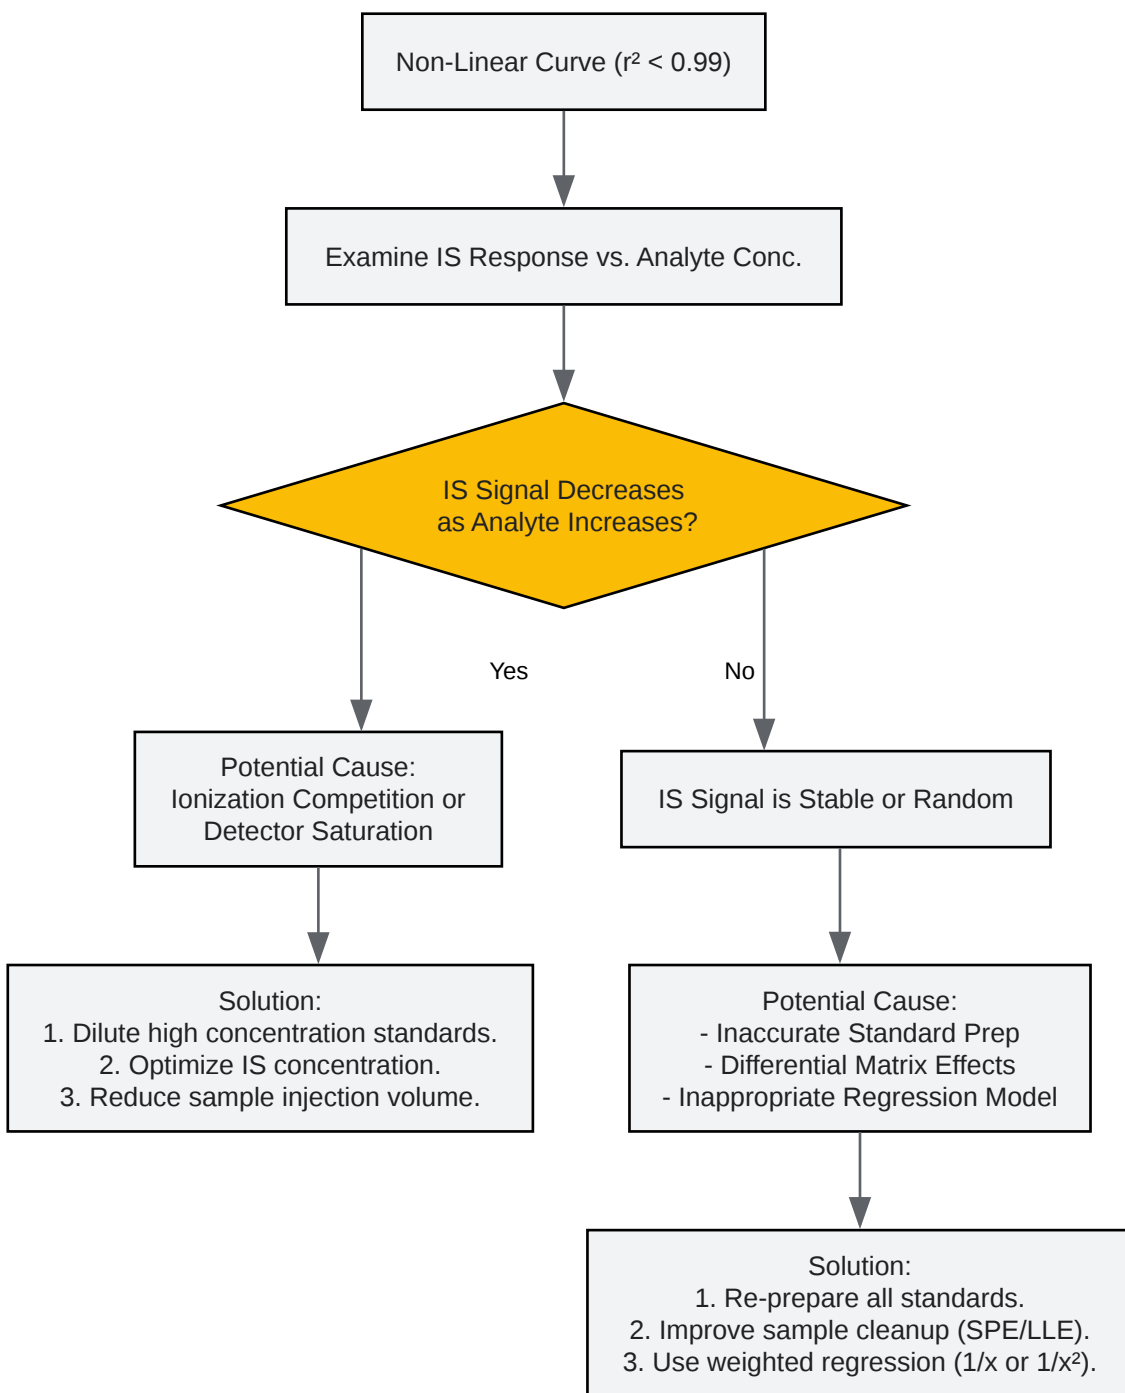 Non-Linear Curve (r² < 0.99)
Examine IS Response vs. Analyte Conc.
IS Signal Decreases
as Analyte Increases?
Yes
No
Potential Cause:
Ionization Competition or
Detector Saturation
IS Signal is Stable or Random
Solution:
1. Dilute high concentration standards.
2. Optimize IS concentration.
3. Reduce sample injection volume.
Potential Cause:
- Inaccurate Standard Prep
- Differential Matrix Effects
- Inappropriate Regression Model
Solution:
1. Re-prepare all standards.
2. Improve sample cleanup (SPE/LLE).
3. Use weighted regression (1/x or 1/x²).